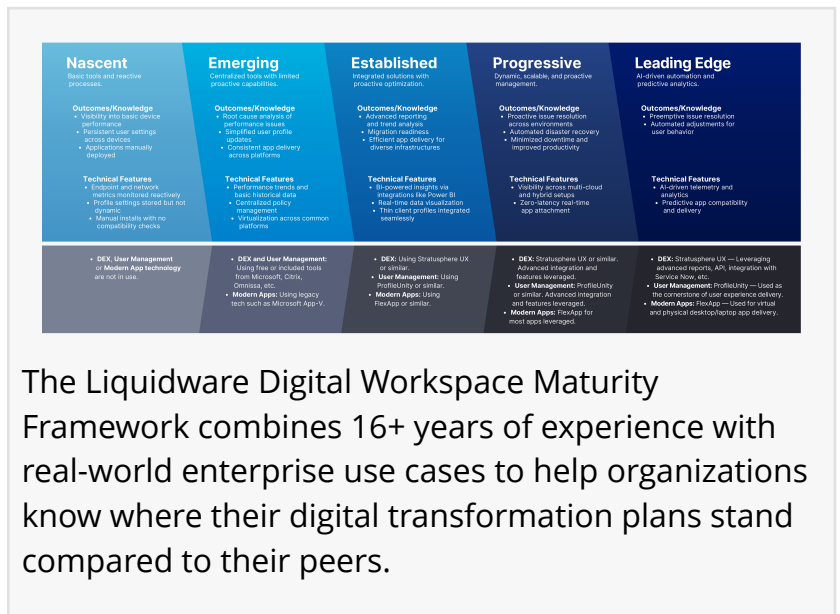 Nascent
Basic tools and reactive
processes.
Outcomes/Knowledge
• Visibility into basic device
performance
• Persistent user settings
across devices
• Applications manually
deployed
Technical Features
• Endpoint and network
metrics monitored reactively
• Profile settings stored but not
dynamic
• Manual installs with no
compatibility checks
• DEX, User Management
or Modern App technology
are not in use.
Emerging
Centralized tools with limited
proactive capabilities.
Outcomes/Knowledge
• Root cause analysis of
performance issues
• Simplified user profile
updates
• Consistent app delivery
across platforms
Technical Features
• Performance trends and
basic historical data
• Centralized policy
management
• Virtualization across common
platforms
• DEX and User Management:
Using free or included tools
from Microsoft, Citrix,
Omnissa, etc.
• Modern Apps: Using legacy
tech such as Microsoft App-V.
Established
Integrated solutions with
proactive optimization.
Outcomes/Knowledge
• Advanced reporting
and trend analysis
• Migration readiness
• Efficient app delivery for
diverse infrastructures
Technical Features
• BI-powered insights via
integrations like Power BI
• Real-time data visualization
• Thin client profiles integrated
seamlessly
• DEX: Using Stratusphere UX
or similar.
• User Management: Using
ProfileUnity or similar.
• Modern Apps: Using
FlexApp or similar.
Progressive
Dynamic, scalable, and proactive
management.
Outcomes/Knowledge
• Proactive issue resolution
across environments
• Automated disaster recovery
• Minimized downtime and
improved productivity
Technical Features
• Visibility across multi-cloud
and hybrid setups
• Zero-latency real-time
app attachment
• DEX: Stratusphere UX or similar.
Advanced integration and
features leveraged.
• User Management: ProfileUnity
or similar. Advanced integration
and features leveraged.
• Modern Apps: FlexApp for
most apps leveraged.
Leading Edge
AI-driven automation and
predictive analytics.
Outcomes/Knowledge
• Preemptive issue resolution
• Automated adjustments for
user behavior
Technical Features
• AI-driven telemetry and
analytics
• Predictive app compatibility
and delivery
• DEX: Stratusphere UX — Leveraging
advanced reports, API, integration with
Service Now, etc.
• User Management: ProfileUnity — Used as
the cornerstone of user experience delivery.
• Modern Apps: FlexApp — Used for virtual
and physical desktop/laptop app delivery.
The Liquidware Digital Workspace Maturity
Framework combines 16+ years of experience with
real-world enterprise use cases to help organizations
know where their digital transformation plans stand
compared to their peers.